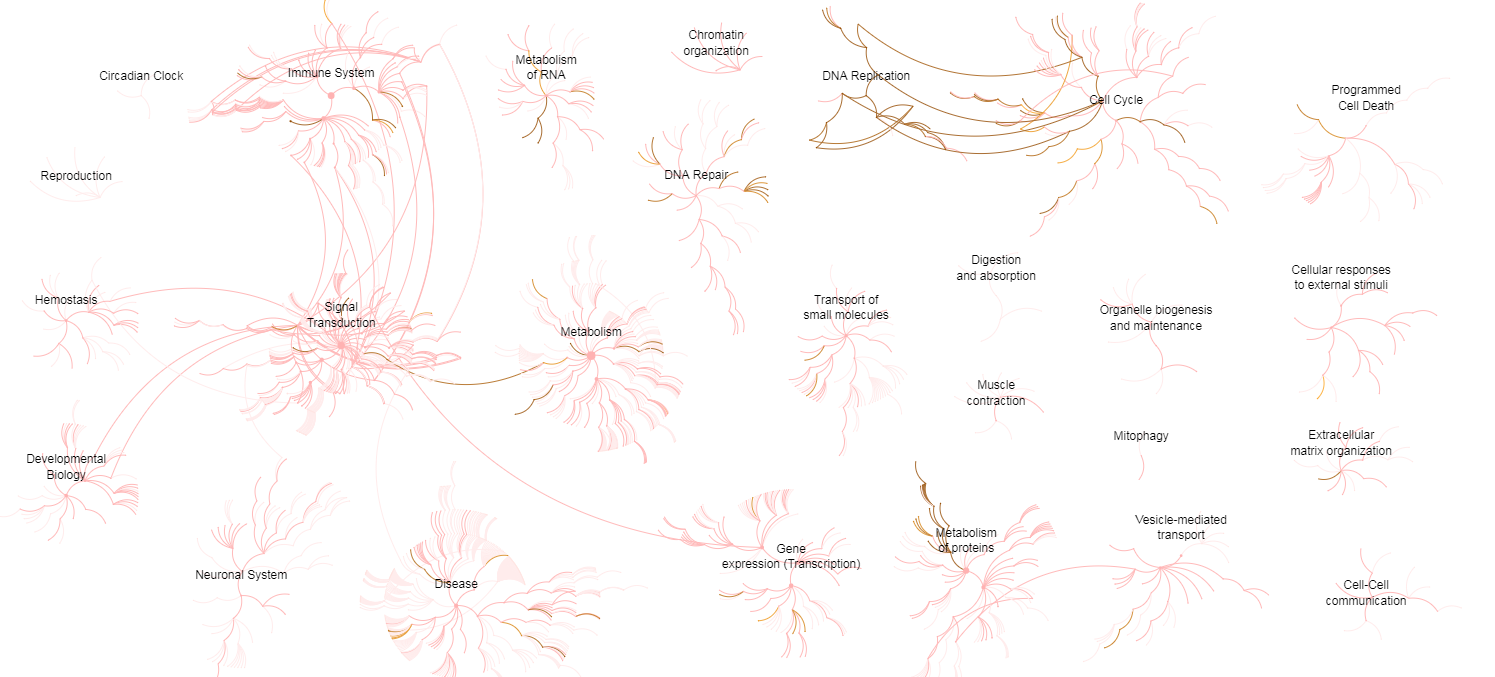 Circadian Clock
Immune System
Metabolism
of RNA
Chromatin
organization
DNA Replication
Cell Cycle
Programmed
Cell Death
Reproduction
DNA Repair
Hemostasis
Signal
Transduction
Metabolism
Transport of
small molecules
Digestion
and absorption
Organelle biogenesis
and maintenance
Cellular responses
to external stimuli
Muscle
contraction
Mitophagy
Extracellular
matrix organization
Developmental
Biology
Neuronal System
Disease
Gene
expression (Transcription)
Metabolism
of proteins
Vesicle-mediated
transport
Cell-Cell
communication